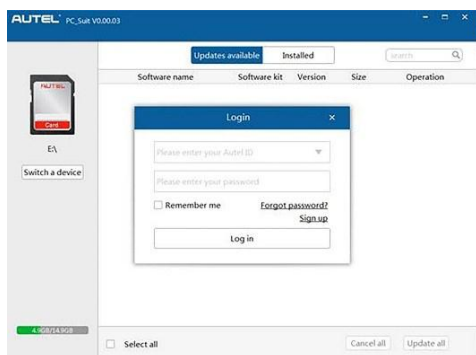 AUTEL PC_Suit V0.00.03
Updates available Installed
search
Software name Software kit Version Size Operation
AUTEL
Card
E:\
Switch a device
Login
Please enter your Autel ID
Please enter your password
Remember me Forgot password?
Sign up
Log in
4.9GB/14.9GB
Select all
Cancel all Update all